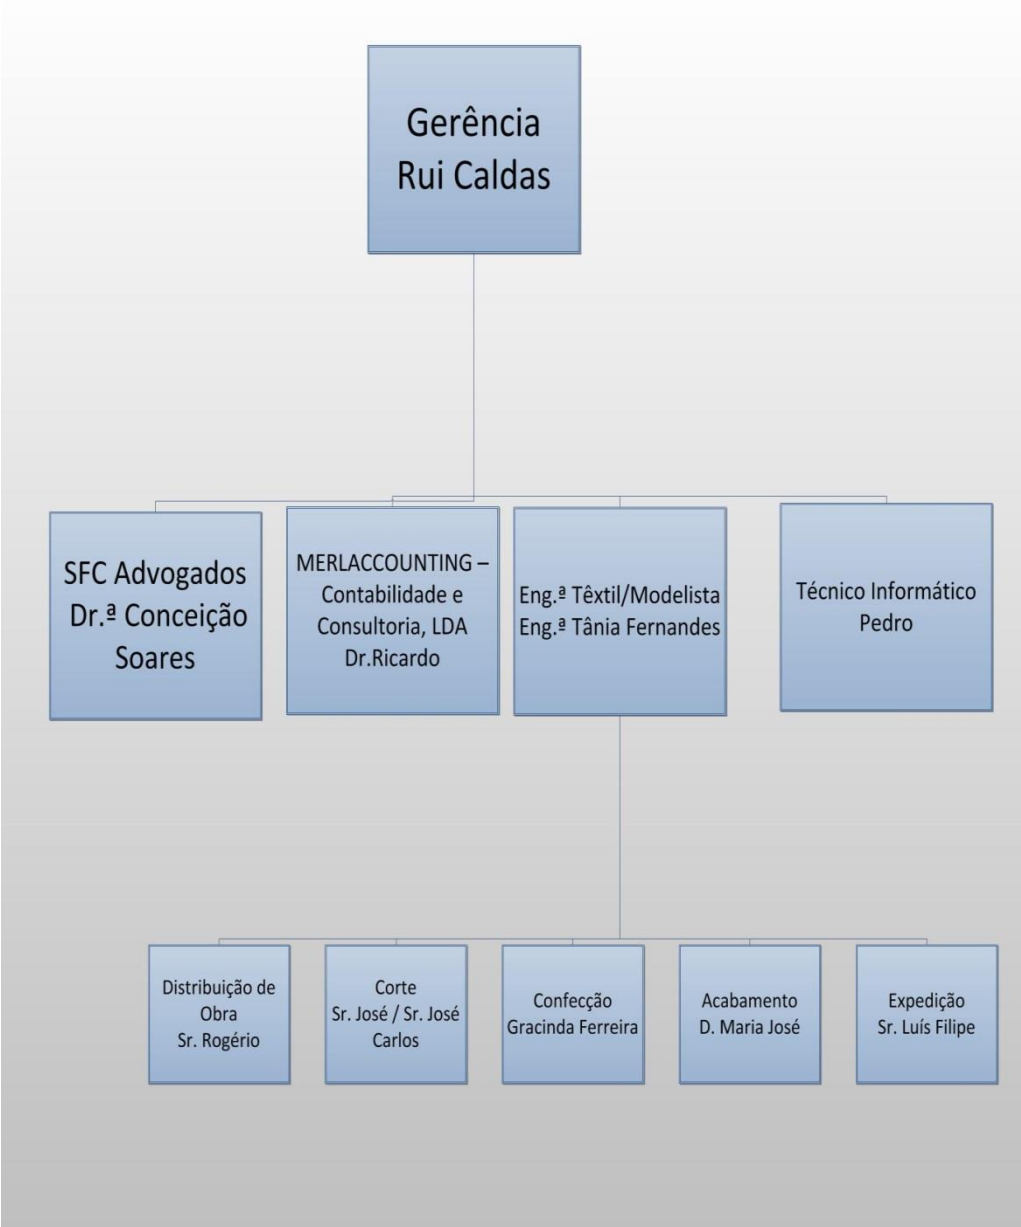 Gerência
Rui Caldas
SFC Advogados
Dr.ª Conceição
Soares
MERLACCOUNTING –
Contabilidade e
Consultoria, LDA
Dr.Ricardo
Eng.ª Têxtil/Modelista
Eng.ª Tânia Fernandes
Técnico Informático
Pedro
Distribuição de
Obra
Sr. Rogério
Corte
Sr. José / Sr. José
Carlos
Confecção
Gracinda Ferreira
Acabamento
D. Maria José
Expedição
Sr. Luís Filipe